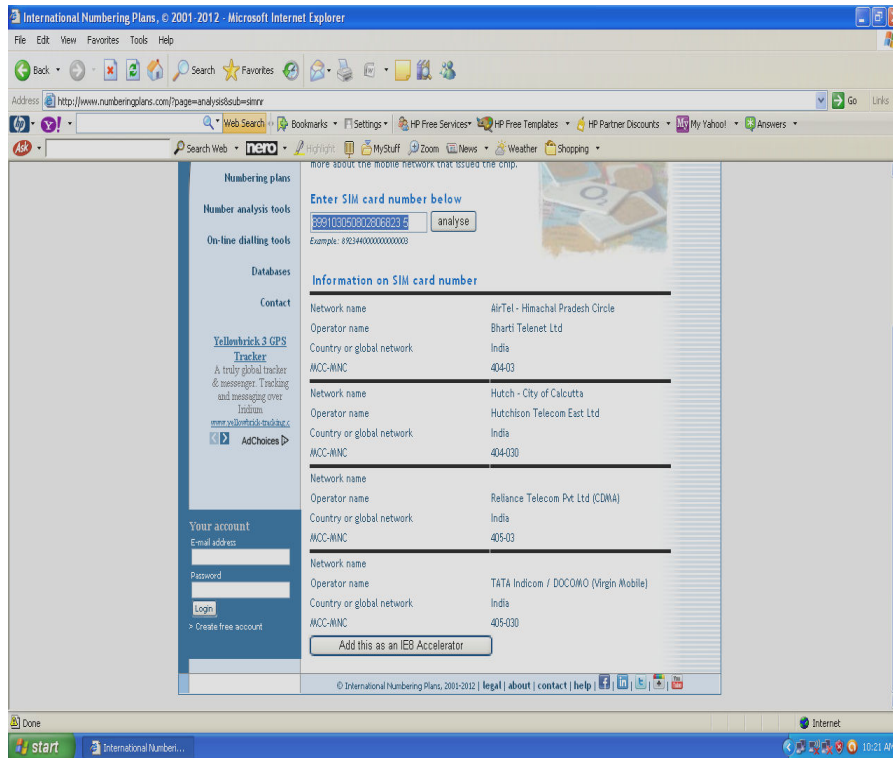 International Numbering Plans, © 2001-2012 - Microsoft Internet Explorer
File Edit View Favorites Tools Help
Back Search Favorites
Address http://www.numberingplans.com/?page=analysis&sub=simnr Go Links
Web Search Bookmarks Settings HP Free Services HP Free Templates HP Partner Discounts My Yahoo! Answers
Ask Search Web nero Highlight MyStuff Zoom News Weather Shopping
more about the mobile network that issued the chip.
Numbering plans
Number analysis tools
On-line dialling tools
Databases
Contact
Yellowbrick 3 GPS
Tracker
A truly global tracker
& messenger. Tracking
and messaging over
Iridium
www.yellowbrick-tracking.c
AdChoices
Your account
E-mail address
Password
Login
> Create free account
Enter SIM card number below
899103050802806823 5 analyse
Example: 8923440000000000003
Information on SIM card number
Network name AirTel - Himachal Pradesh Circle
Operator name Bharti Telenet Ltd
Country or global network India
MCC-MNC 404-03
Network name Hutch - City of Calcutta
Operator name Hutchison Telecom East Ltd
Country or global network India
MCC-MNC 404-030
Network name
Operator name Reliance Telecom Pvt Ltd (CDMA)
Country or global network India
MCC-MNC 405-03
Network name
Operator name TATA Indicom / DOCOMO (Virgin Mobile)
Country or global network India
MCC-MNC 405-030
Add this as an IE8 Accelerator
© International Numbering Plans, 2001-2012 | legal | about | contact | help |
Done Internet
start International Numberi... 10:21 AM